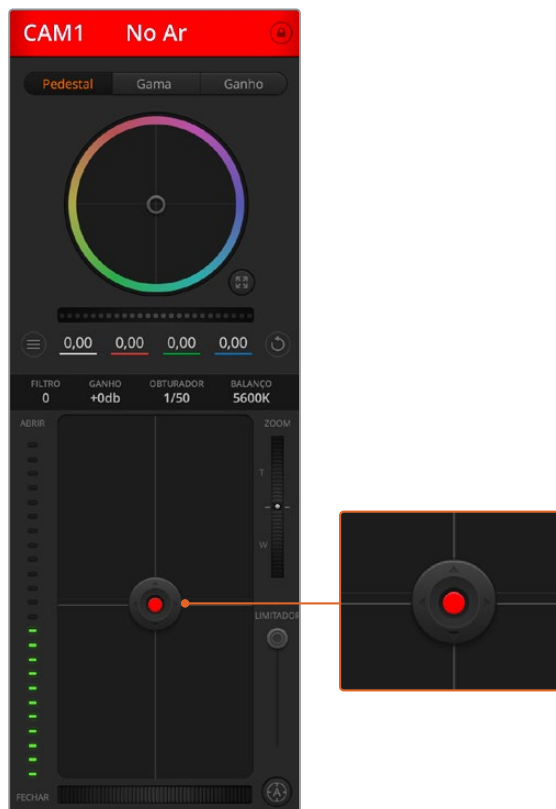 CAM1 No Ar
Pedestal Gama Ganho
0,00 0,00 0,00 0,00
FILTRO GANHO OBTURADOR BALANÇO
0 +0db 1/50 5600K
ABRIR ZOOM
T
W
LIMITADOR
FECHAR A